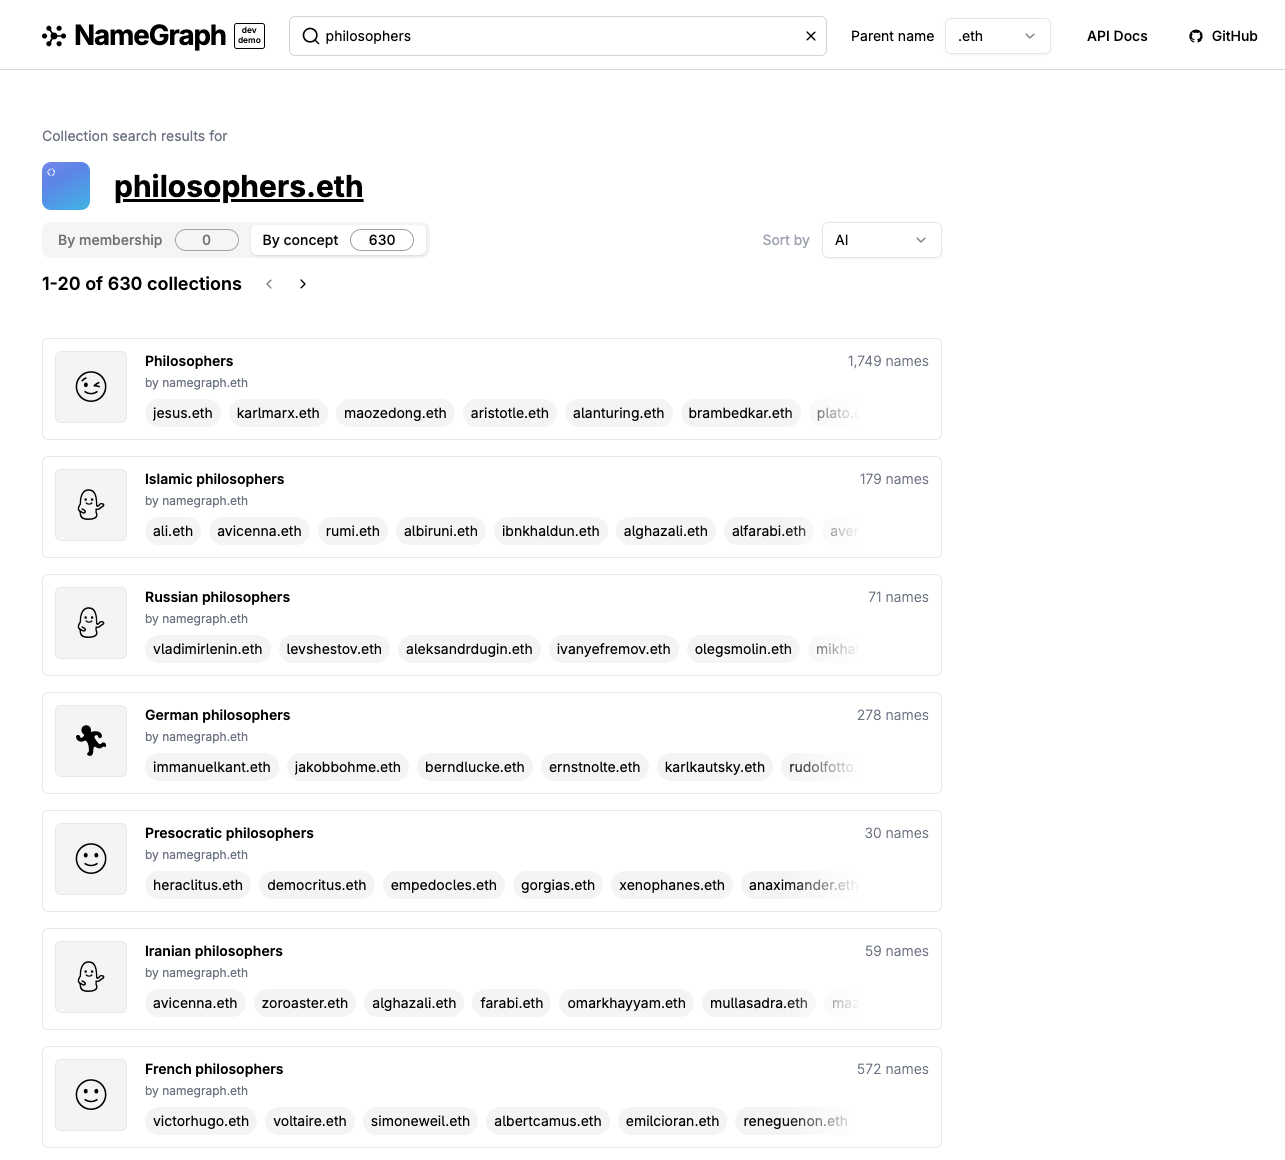 NameGraph
dev
demo
philosophers
Parent name
.eth
API Docs
GitHub
Collection search results for
philosophers.eth
By membership 0 By concept 630
Sort by AI
1-20 of 630 collections
Philosophers 1,749 names
by namegraph.eth
jesus.eth karlmarx.eth maozedong.eth aristotle.eth alanturing.eth brambedkar.eth plato.e
Islamic philosophers 179 names
by namegraph.eth
ali.eth avicenna.eth rumi.eth albiruni.eth ibnkhaldun.eth alghazali.eth alfarabi.eth aver
Russian philosophers 71 names
by namegraph.eth
vladimirlenin.eth levshestov.eth aleksandrdugin.eth ivanyefremov.eth olegsmolin.eth mikhai
German philosophers 278 names
by namegraph.eth
immanuelkant.eth jakobbohme.eth berndlucke.eth ernstnolte.eth karlkautsky.eth rudolfotto.
Presocratic philosophers 30 names
by namegraph.eth
heraclitus.eth democritus.eth empedocles.eth gorgias.eth xenophanes.eth anaximander.eth
Iranian philosophers 59 names
by namegraph.eth
avicenna.eth zoroaster.eth alghazali.eth farabi.eth omarkhayyam.eth mullasadra.eth maz
French philosophers 572 names
by namegraph.eth
victorhugo.eth voltaire.eth simoneweil.eth albertcamus.eth emilcioran.eth reneguenon.eth